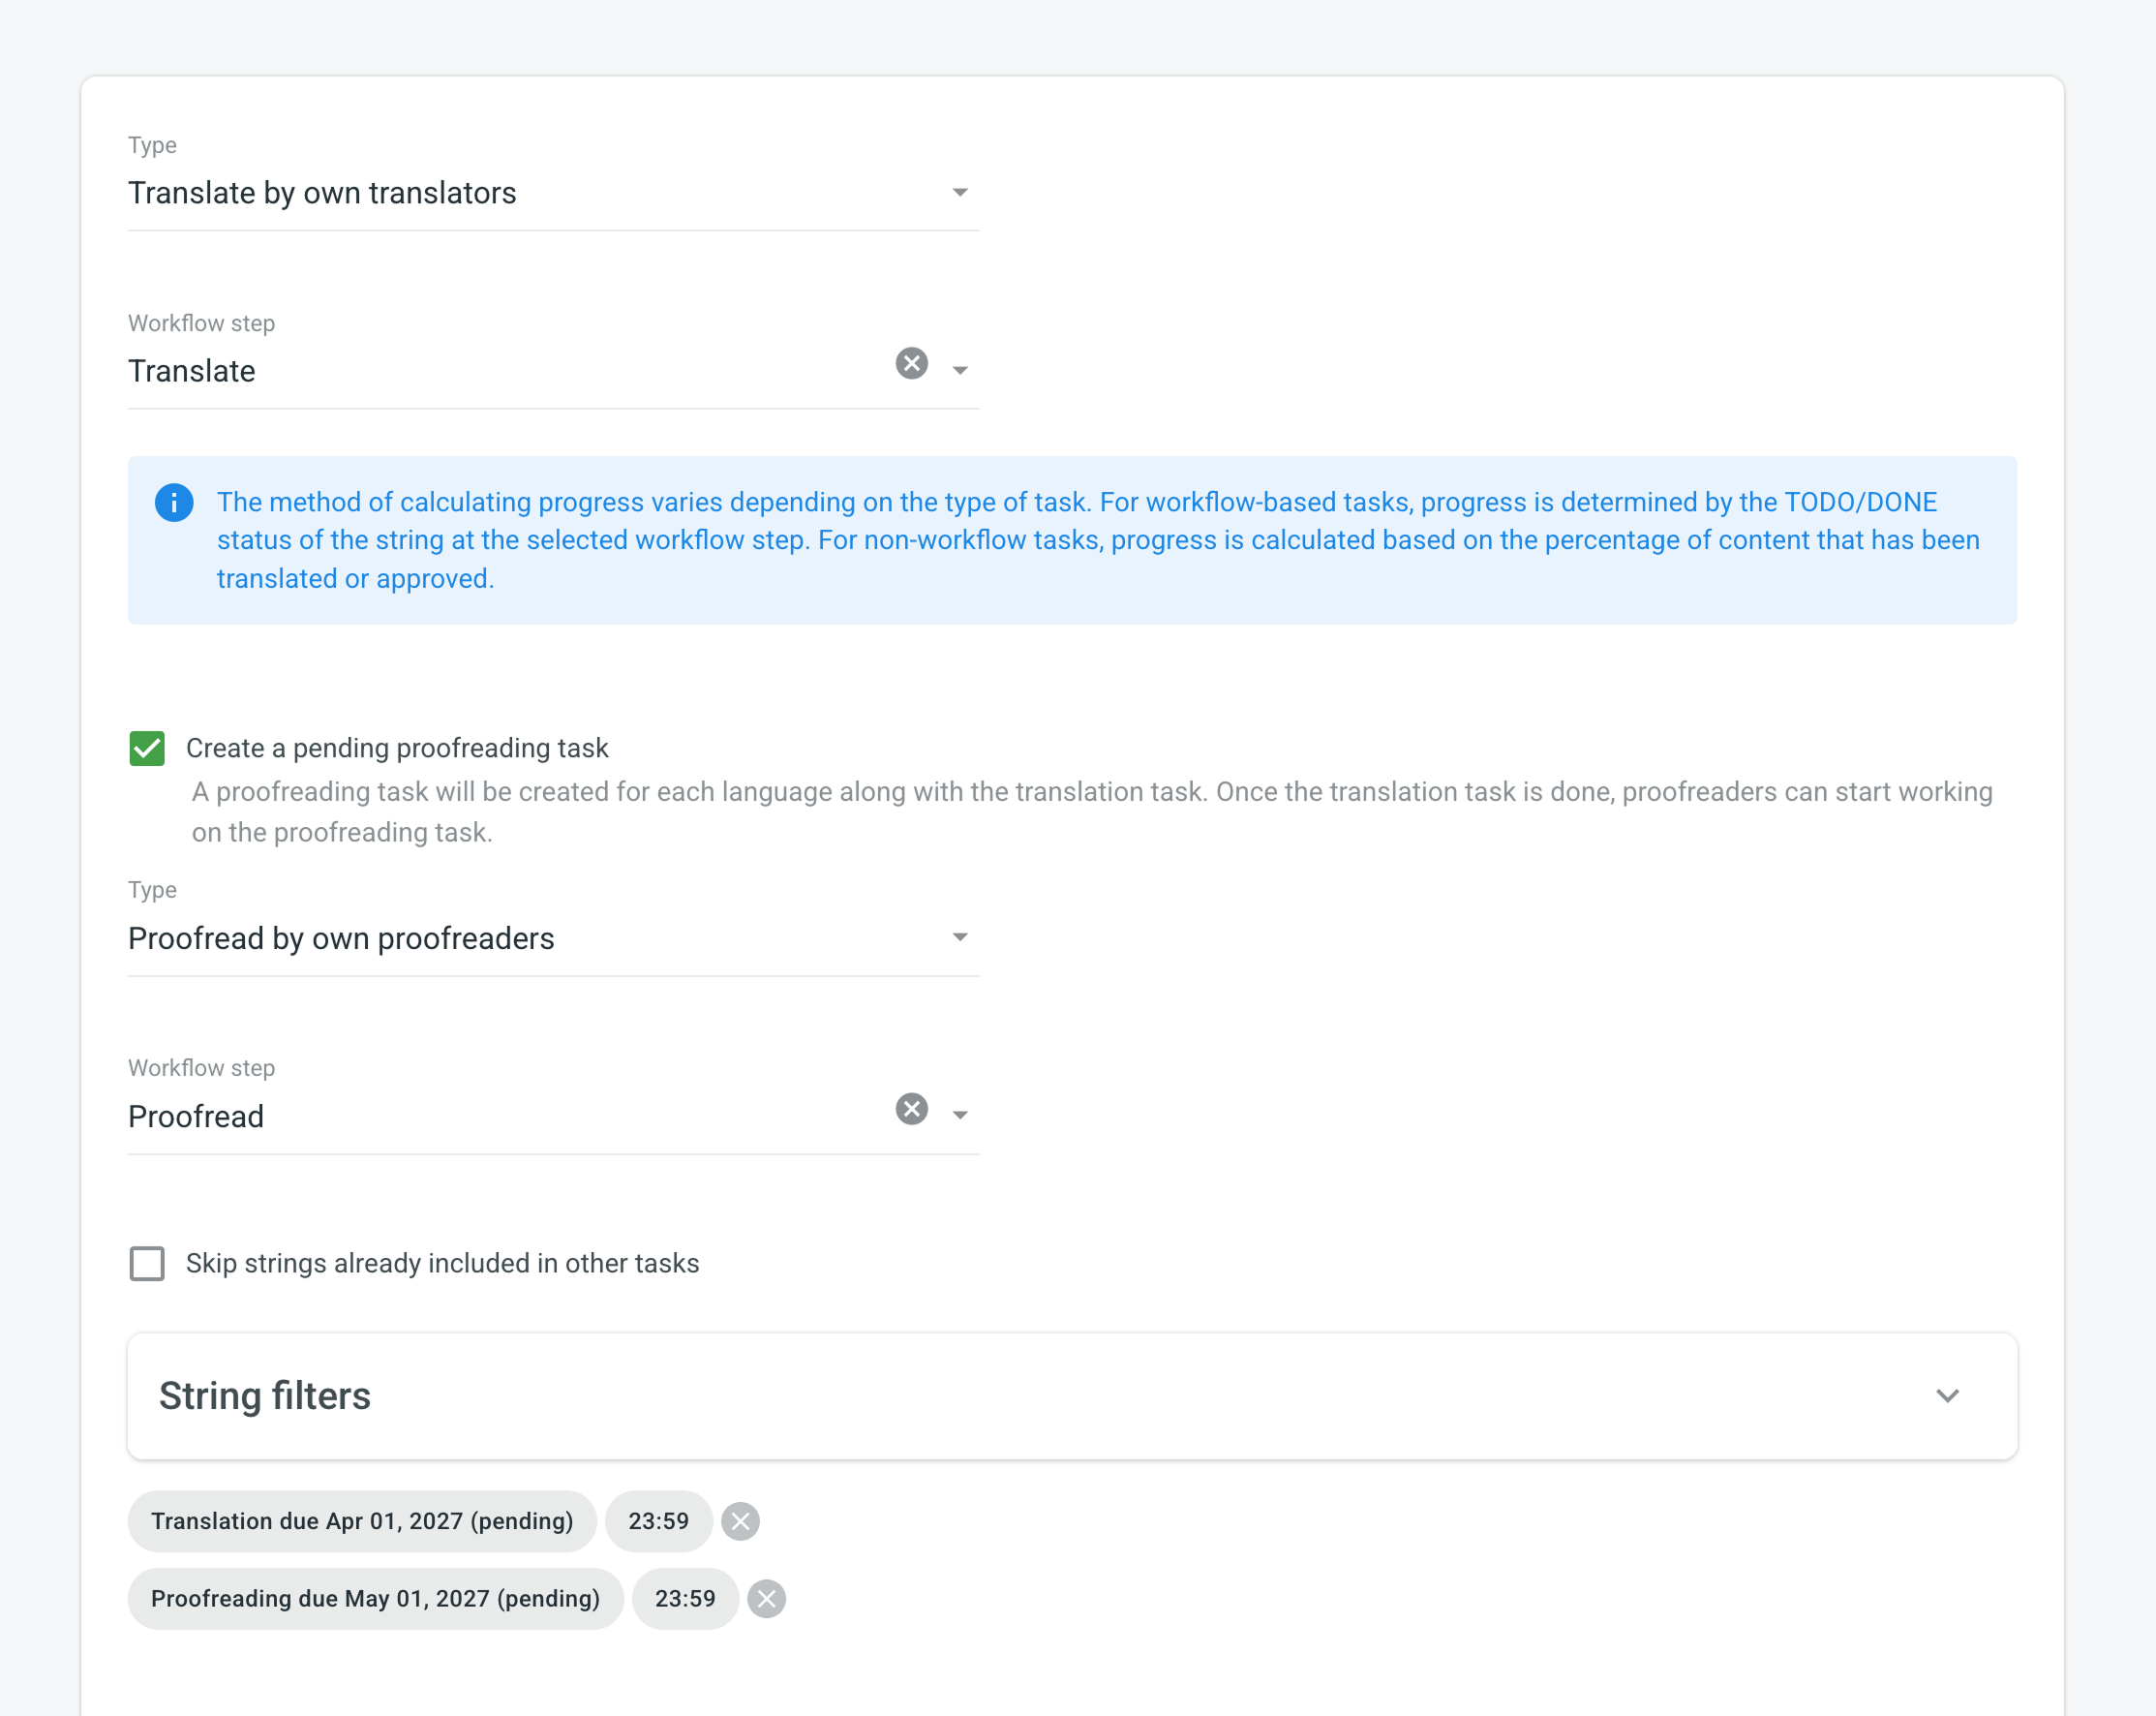 Type
Translate by own translators
Workflow step
Translate
The method of calculating progress varies depending on the type of task. For workflow-based tasks, progress is determined by the TODO/DONE
status of the string at the selected workflow step. For non-workflow tasks, progress is calculated based on the percentage of content that has been
translated or approved.
Create a pending proofreading task
A proofreading task will be created for each language along with the translation task. Once the translation task is done, proofreaders can start working
on the proofreading task.
Type
Proofread by own proofreaders
Workflow step
Proofread
Skip strings already included in other tasks
String filters
Translation due Apr 01, 2027 (pending) 23:59
Proofreading due May 01, 2027 (pending) 23:59